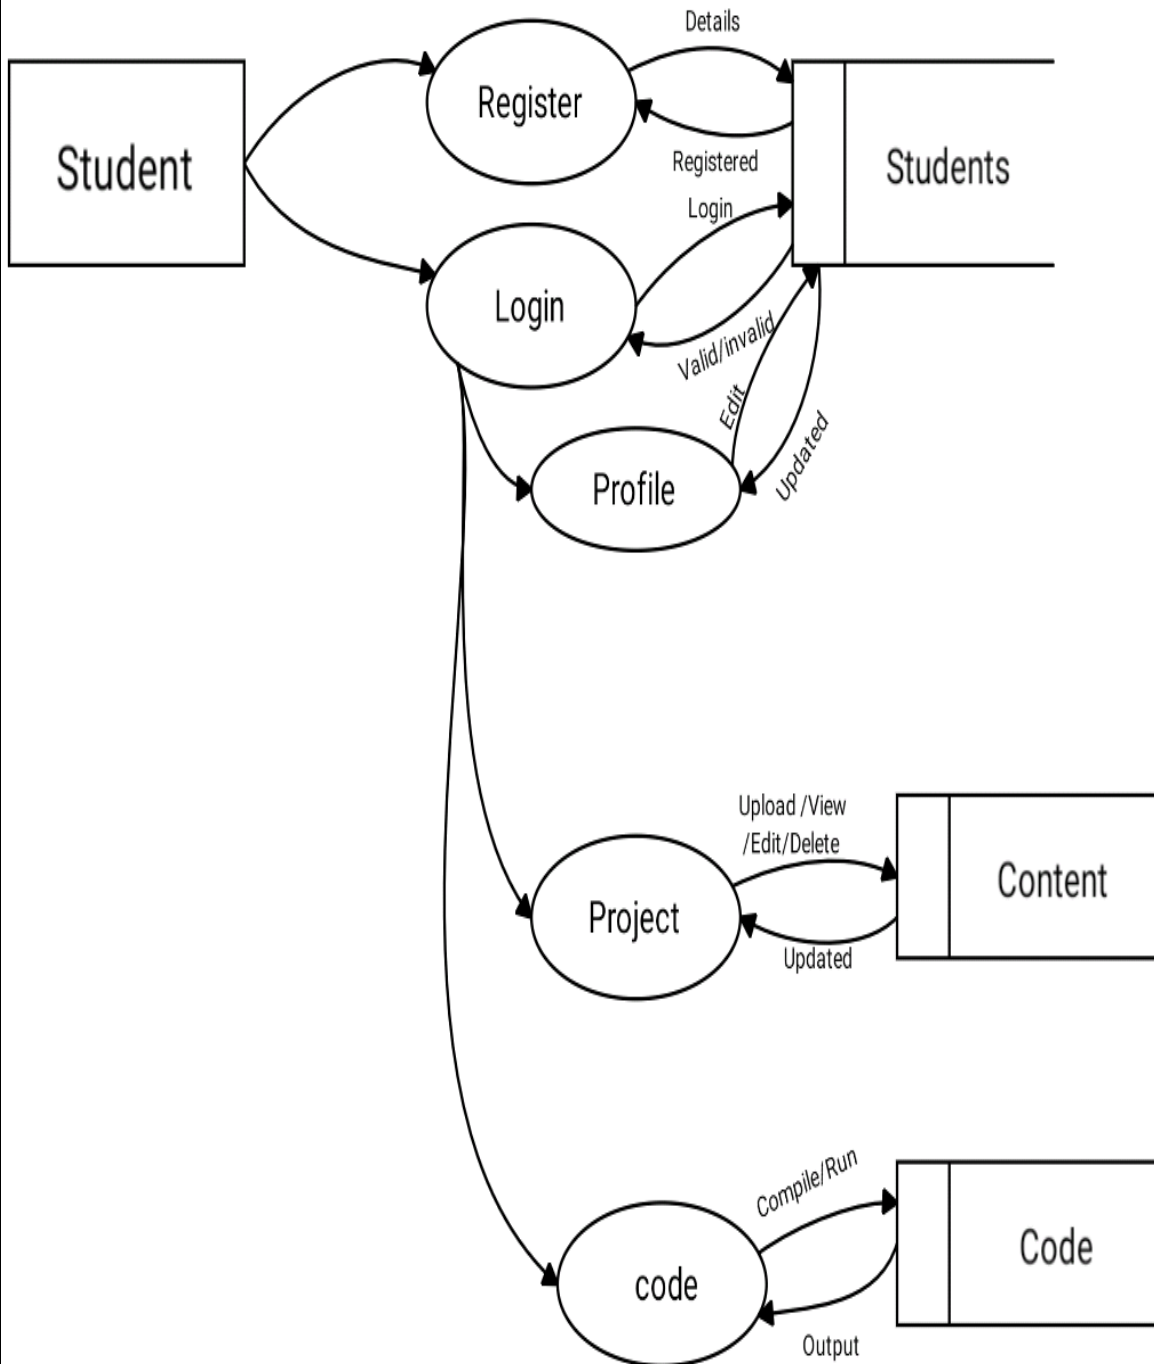 Details
Register
Student
Students
Registered
Login
Login
Valid/invalid
Edit
Updated
Profile
Upload /View
/Edit/Delete
Content
Project
Updated
Compile/Run
Code
code
Output